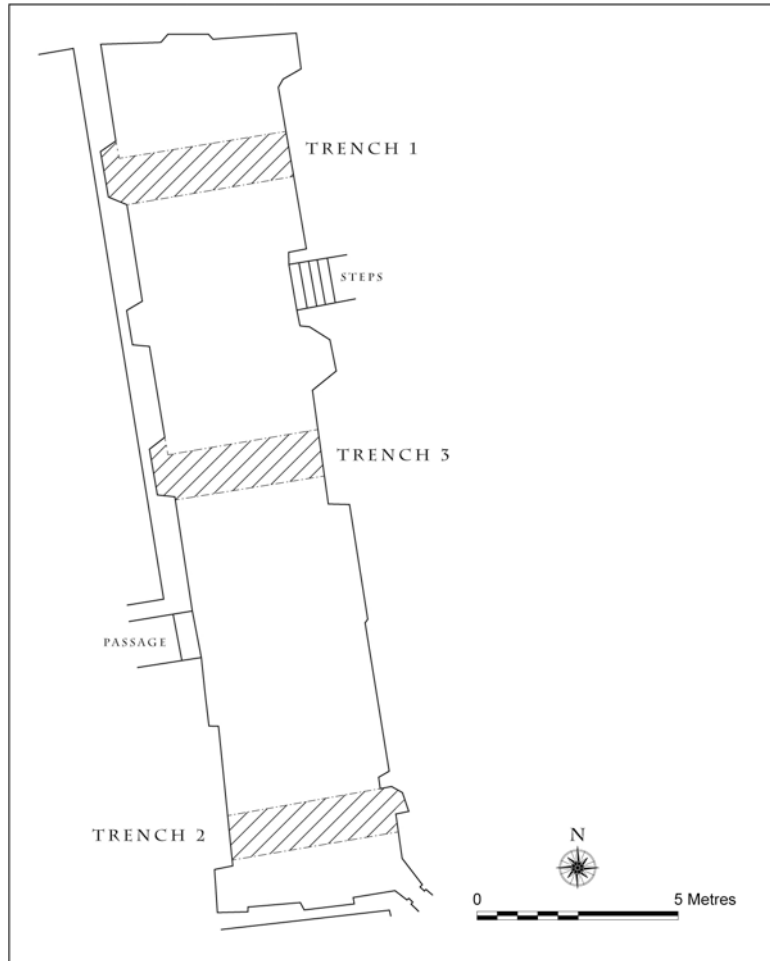 TRENCH 1
STEPS
TRENCH 3
PASSAGE
TRENCH 2
N
0 5 Metres